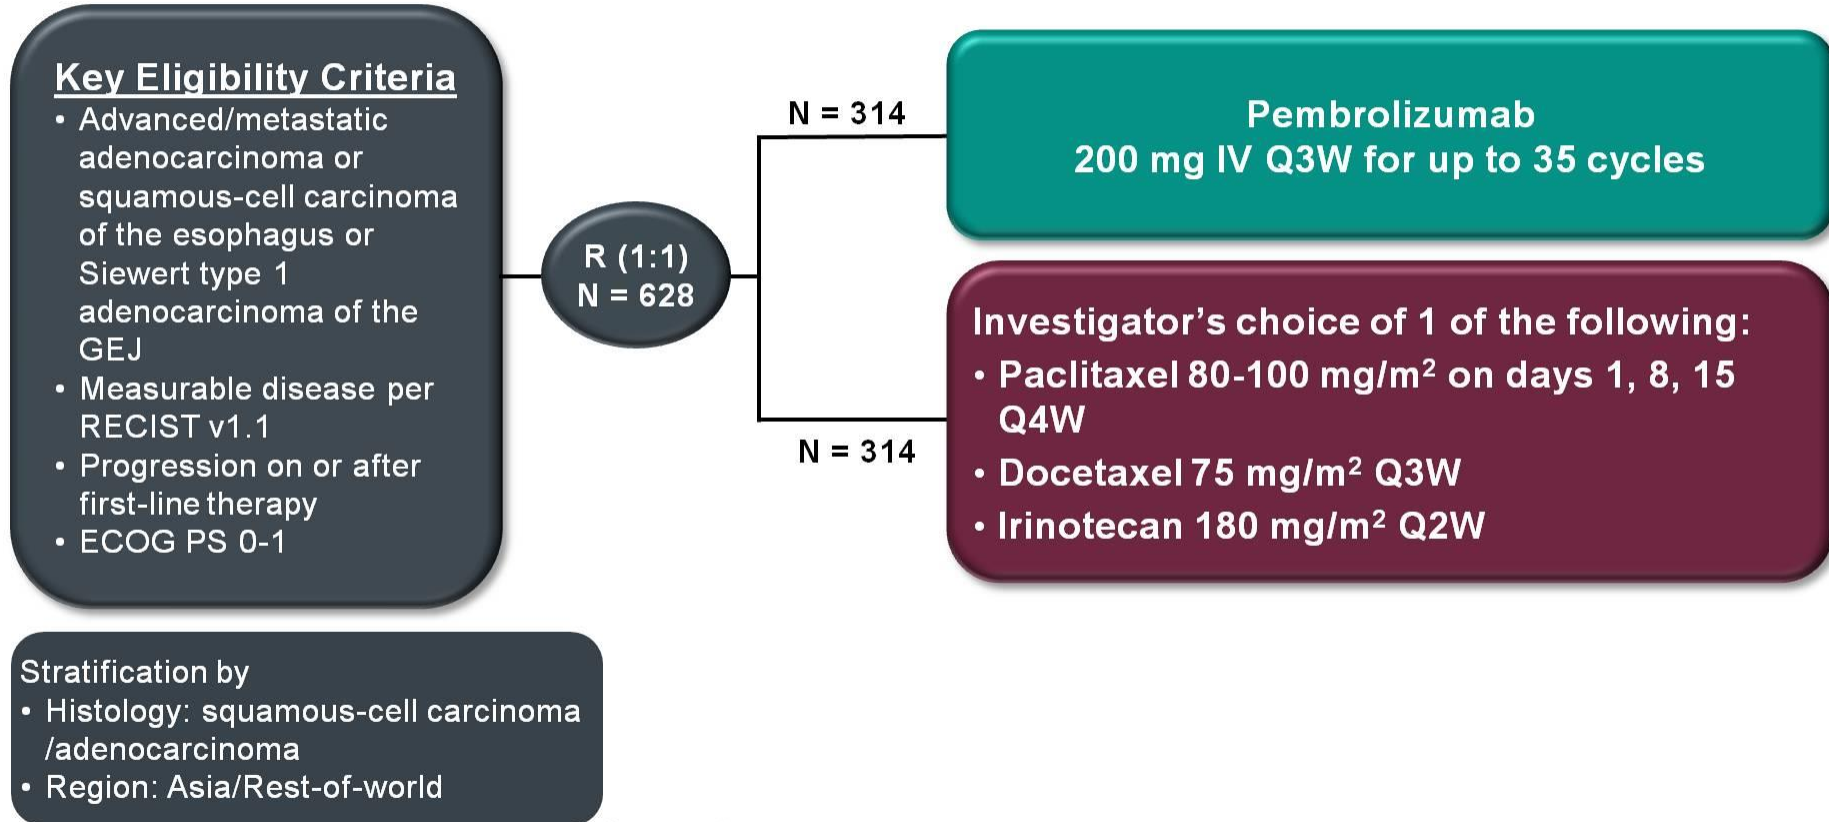 Key Eligibility Criteria
• Advanced/metastatic
adenocarcinoma or
squamous-cell carcinoma
of the esophagus or
Siewert type 1
adenocarcinoma of the
GEJ
• Measurable disease per
RECIST v1.1
• Progression on or after
first-line therapy
• ECOG PS 0-1
R (1:1)
N = 628
N = 314
Pembrolizumab
200 mg IV Q3W for up to 35 cycles
N = 314
Investigator’s choice of 1 of the following:
• Paclitaxel 80-100 mg/m² on days 1, 8, 15
Q4W
• Docetaxel 75 mg/m² Q3W
• Irinotecan 180 mg/m² Q2W
Stratification by
• Histology: squamous-cell carcinoma
/adenocarcinoma
• Region: Asia/Rest-of-world